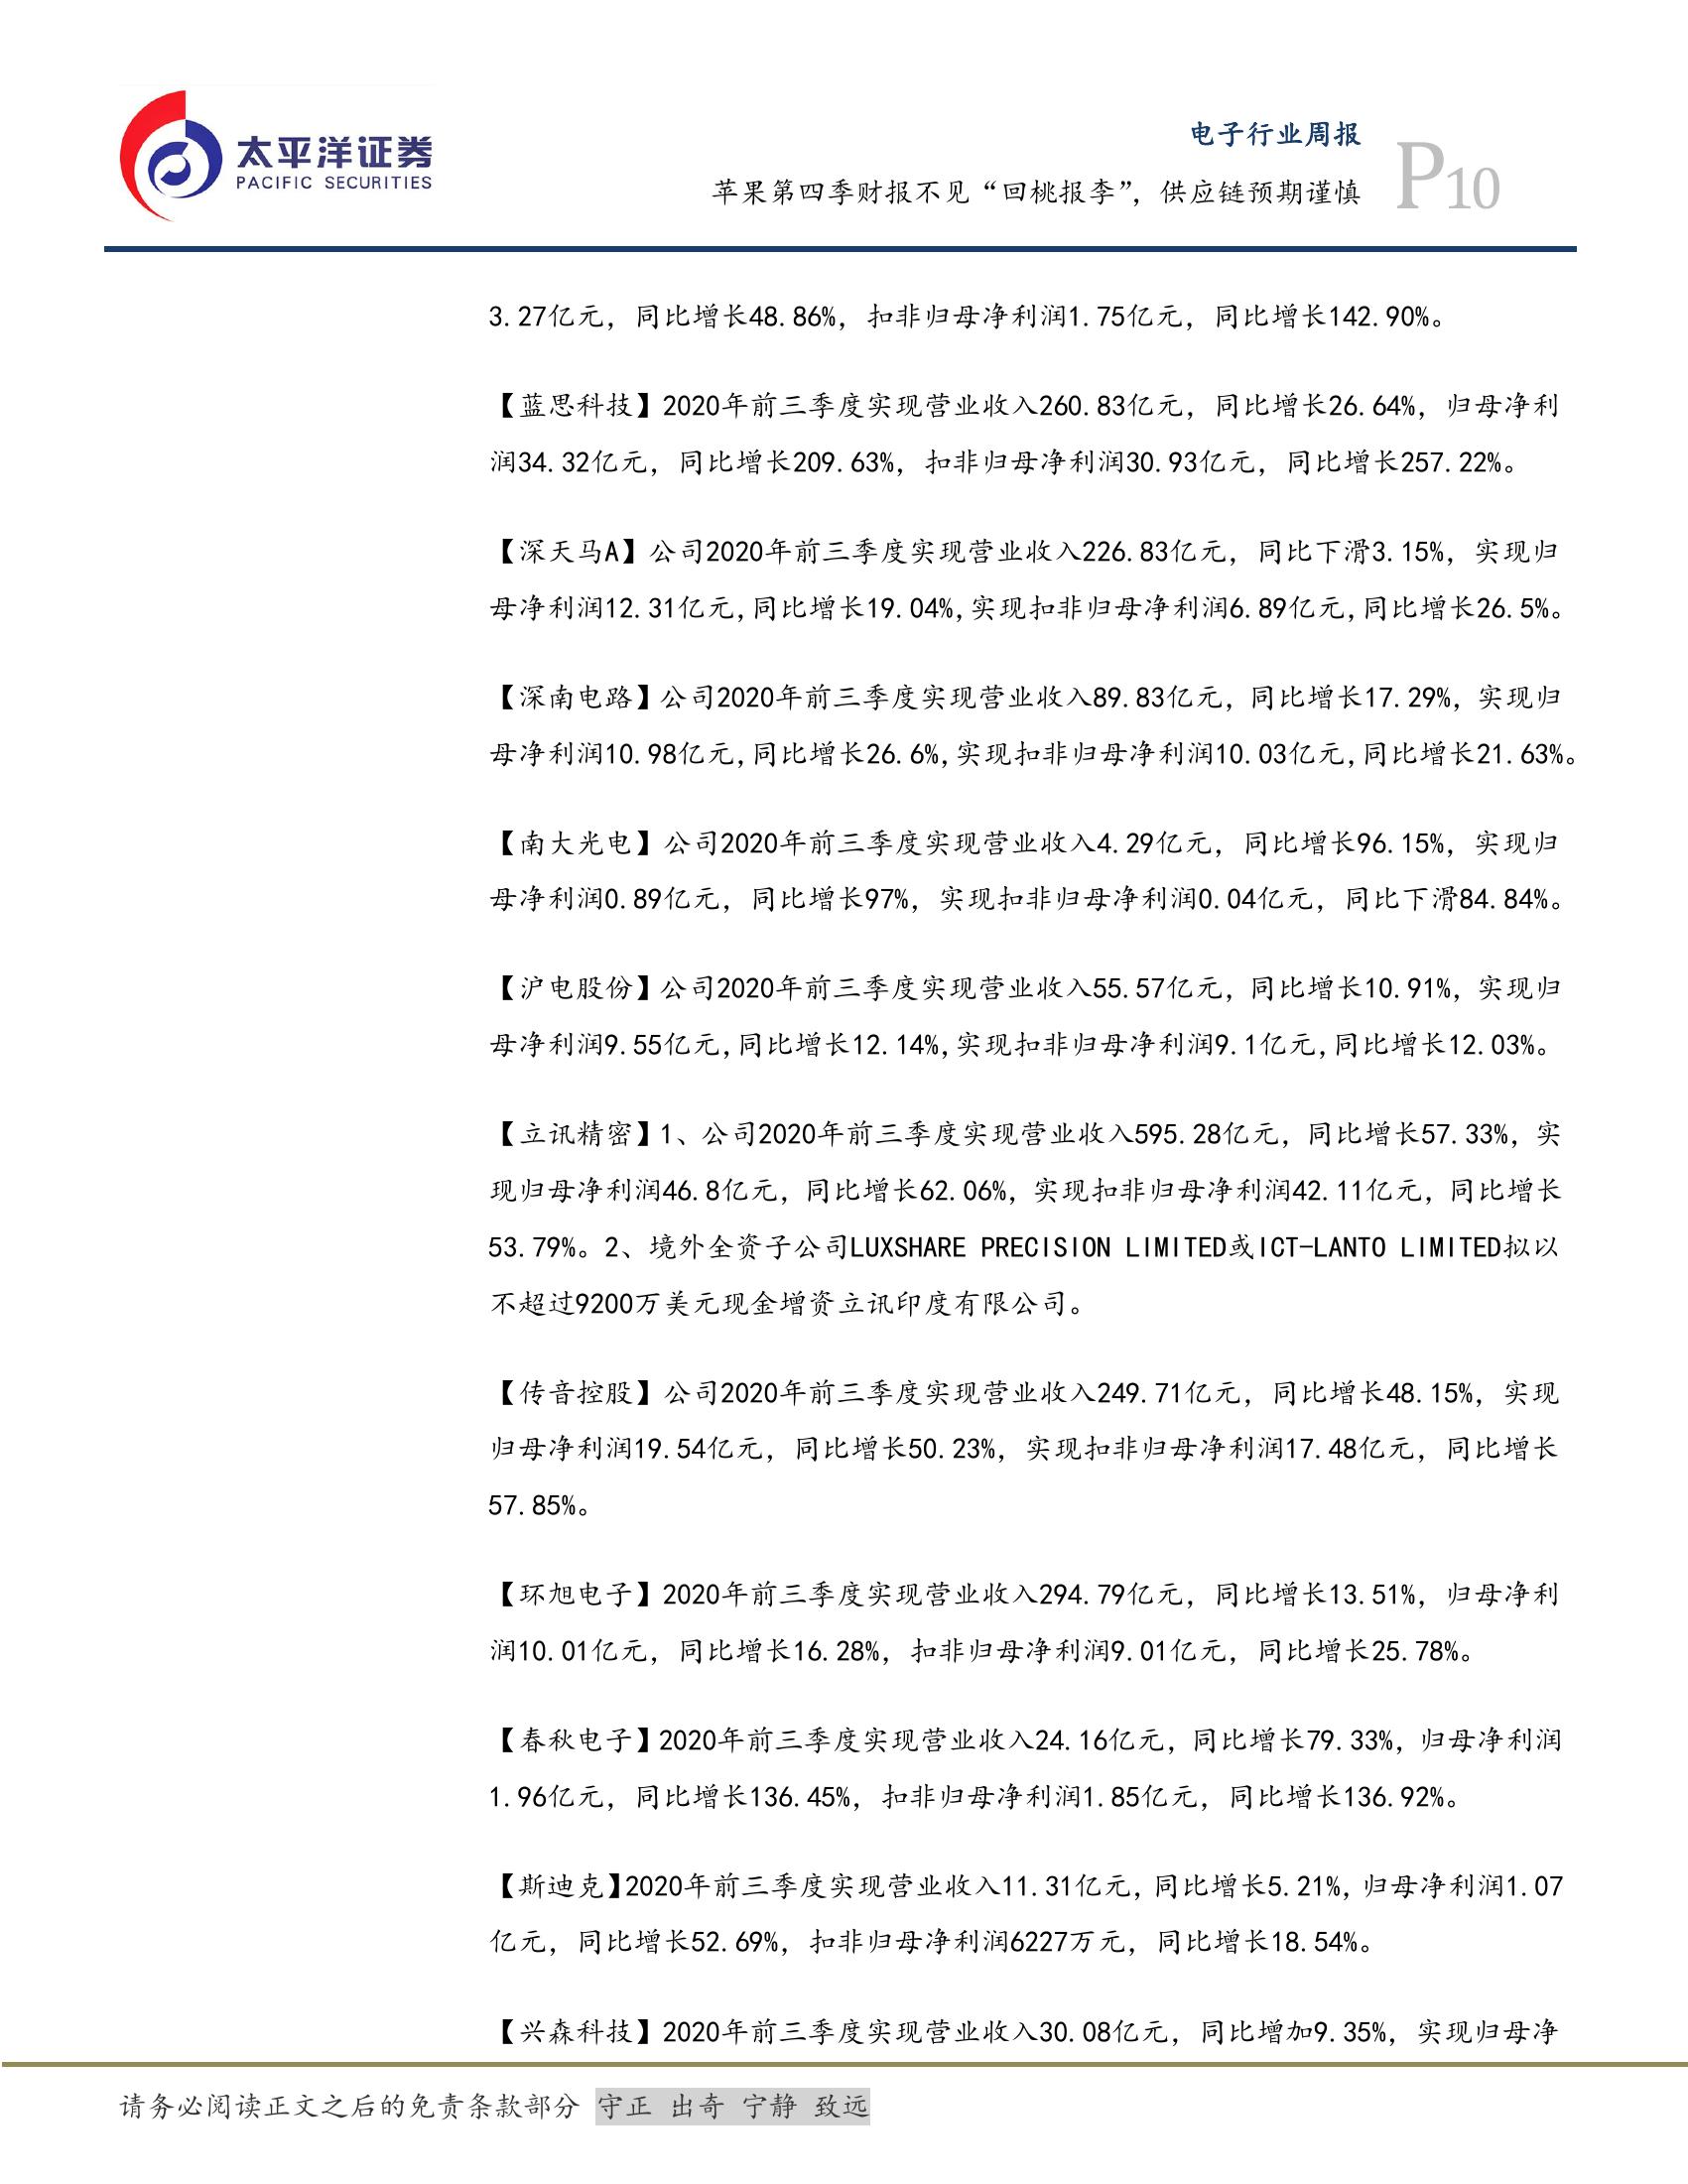 太平洋证券
PACIFIC SECURITIES
电子行业周报
苹果第四季财报不见“回桃报李”，供应链预期谨慎
P10
3.27亿元，同比增长48.86%，扣非归母净利润1.75亿元，同比增长142.90%。
【蓝思科技】2020年前三季度实现营业收入260.83亿元，同比增长26.64%，归母净利
润34.32亿元，同比增长209.63%，扣非归母净利润30.93亿元，同比增长257.22%。
【深天马A】公司2020年前三季度实现营业收入226.83亿元，同比下滑3.15%，实现归
母净利润12.31亿元,同比增长19.04%,实现扣非归母净利润6.89亿元,同比增长26.5%。
【深南电路】公司2020年前三季度实现营业收入89.83亿元，同比增长17.29%，实现归
母净利润10.98亿元,同比增长26.6%,实现扣非归母净利润10.03亿元,同比增长21.63%。
【南大光电】公司2020年前三季度实现营业收入4.29亿元，同比增长96.15%，实现归
母净利润0.89亿元，同比增长97%，实现扣非归母净利润0.04亿元，同比下滑84.84%。
【沪电股份】公司2020年前三季度实现营业收入55.57亿元，同比增长10.91%，实现归
母净利润9.55亿元,同比增长12.14%,实现扣非归母净利润9.1亿元,同比增长12.03%。
【立讯精密】1、公司2020年前三季度实现营业收入595.28亿元，同比增长57.33%，实
现归母净利润46.8亿元，同比增长62.06%，实现扣非归母净利润42.11亿元，同比增长
53.79%。2、境外全资子公司LUXSHARE PRECISION LIMITED或ICT-LANTO LIMITED拟以
不超过9200万美元现金增资立讯印度有限公司。
【传音控股】公司2020年前三季度实现营业收入249.71亿元，同比增长48.15%，实现
归母净利润19.54亿元，同比增长50.23%，实现扣非归母净利润17.48亿元，同比增长
57.85%。
【环旭电子】2020年前三季度实现营业收入294.79亿元，同比增长13.51%，归母净利
润10.01亿元，同比增长16.28%，扣非归母净利润9.01亿元，同比增长25.78%。
【春秋电子】2020年前三季度实现营业收入24.16亿元，同比增长79.33%，归母净利润
1.96亿元，同比增长136.45%，扣非归母净利润1.85亿元，同比增长136.92%。
【斯迪克】2020年前三季度实现营业收入11.31亿元,同比增长5.21%,归母净利润1.07
亿元，同比增长52.69%，扣非归母净利润6227万元，同比增长18.54%。
【兴森科技】2020年前三季度实现营业收入30.08亿元，同比增加9.35%，实现归母净
请务必阅读正文之后的免责条款部分 守正 出奇 宁静 致远